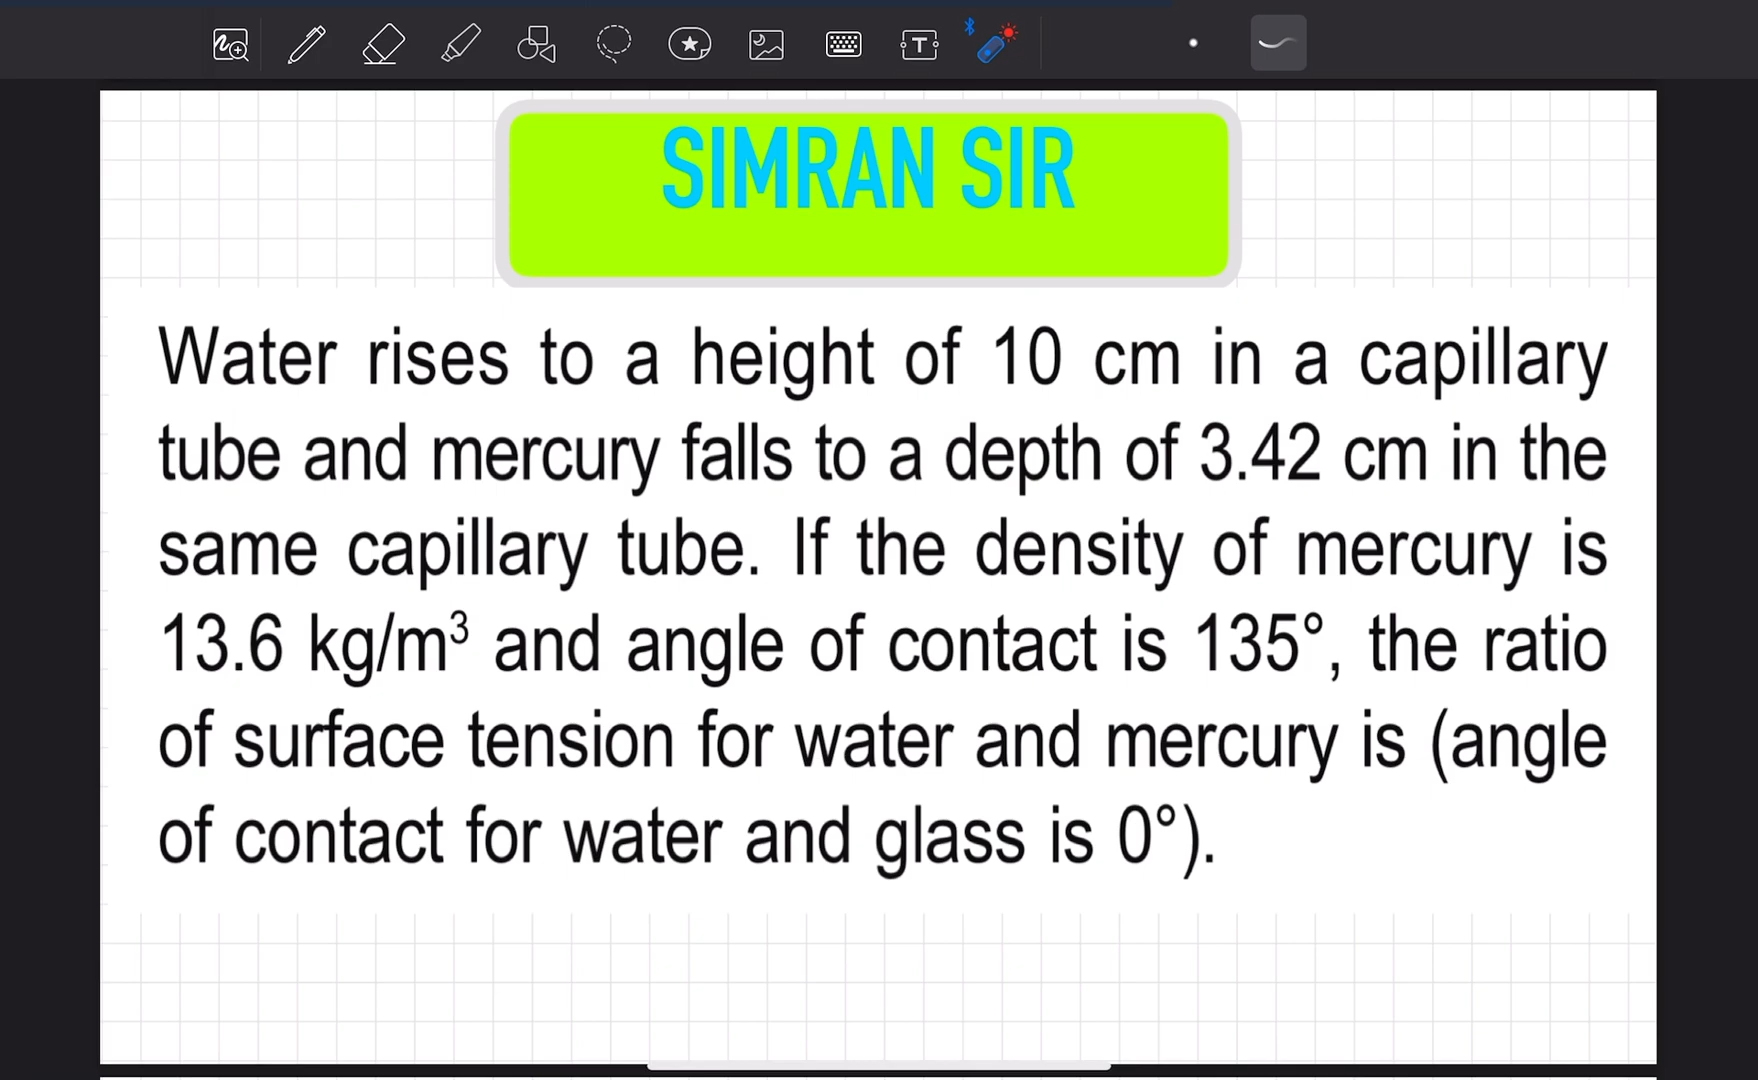 SIMRAN SIR
Water rises to a height of 10 cm in a capillary
tube and mercury falls to a depth of 3.42 cm in the
same capillary tube. If the density of mercury is
13.6 kg/m³ and angle of contact is 135°, the ratio
of surface tension for water and mercury is (angle
of contact for water and glass is 0°).